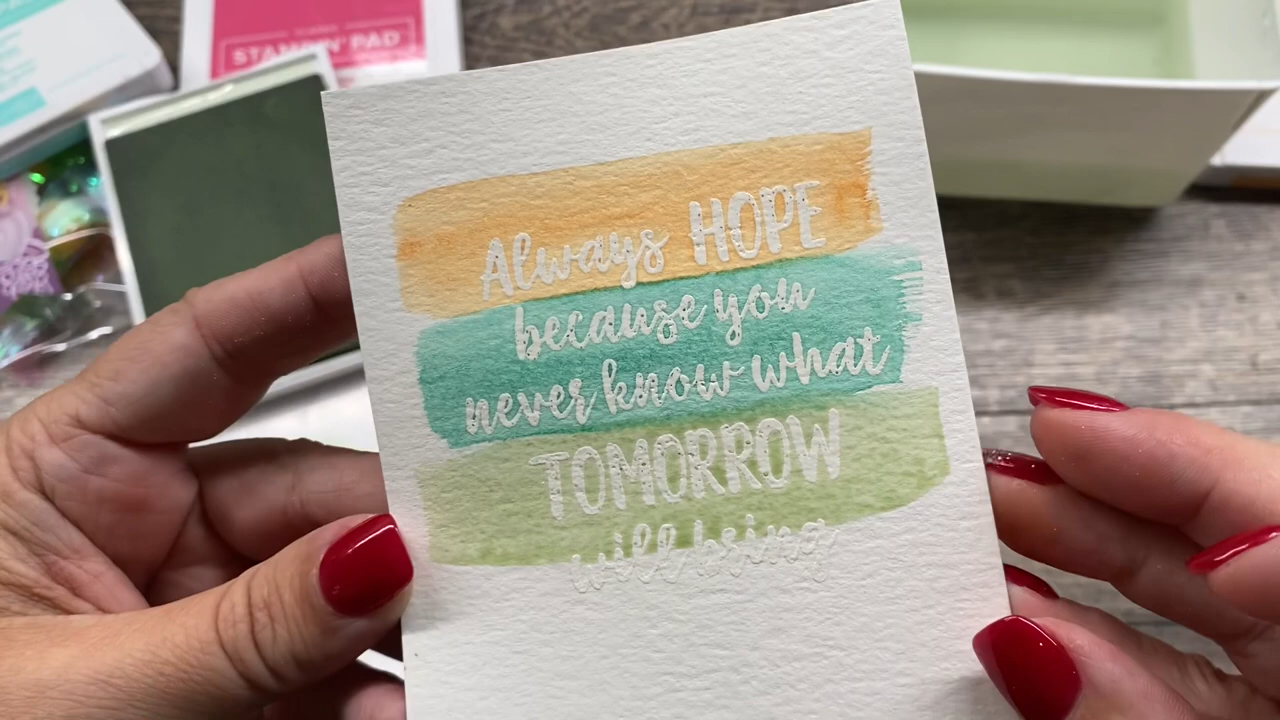 STAMPIN' PAD
Always HOPE
because you
never know what
TOMORROW
will bring